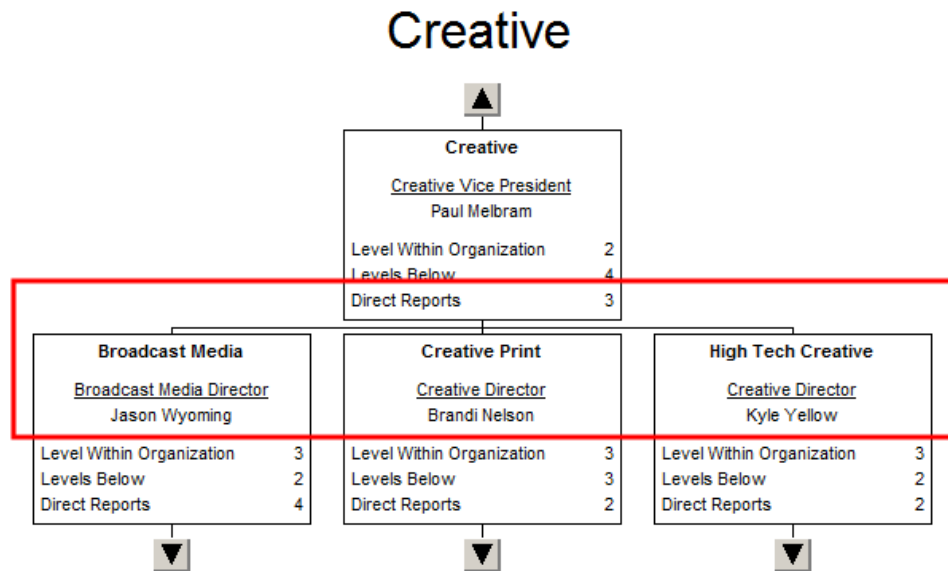 Creative
Creative
Creative Vice President
Paul Melbram
Level Within Organization 2
Levels Below 4
Direct Reports 3
Broadcast Media
Broadcast Media Director
Jason Wyoming
Level Within Organization 3
Levels Below 2
Direct Reports 4
Creative Print
Creative Director
Brandi Nelson
Level Within Organization 3
Levels Below 3
Direct Reports 2
High Tech Creative
Creative Director
Kyle Yellow
Level Within Organization 3
Levels Below 2
Direct Reports 2